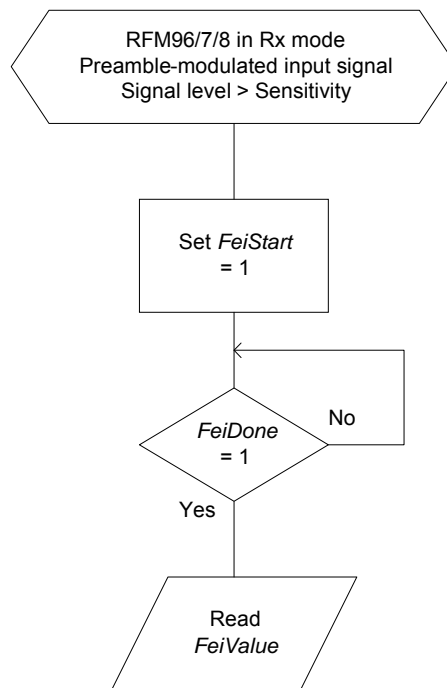 RFM96/7/8 in Rx mode
Preamble-modulated input signal
Signal level > Sensitivity
Set FeiStart
= 1
FeiDone
= 1
No
Yes
Read
FeiValue